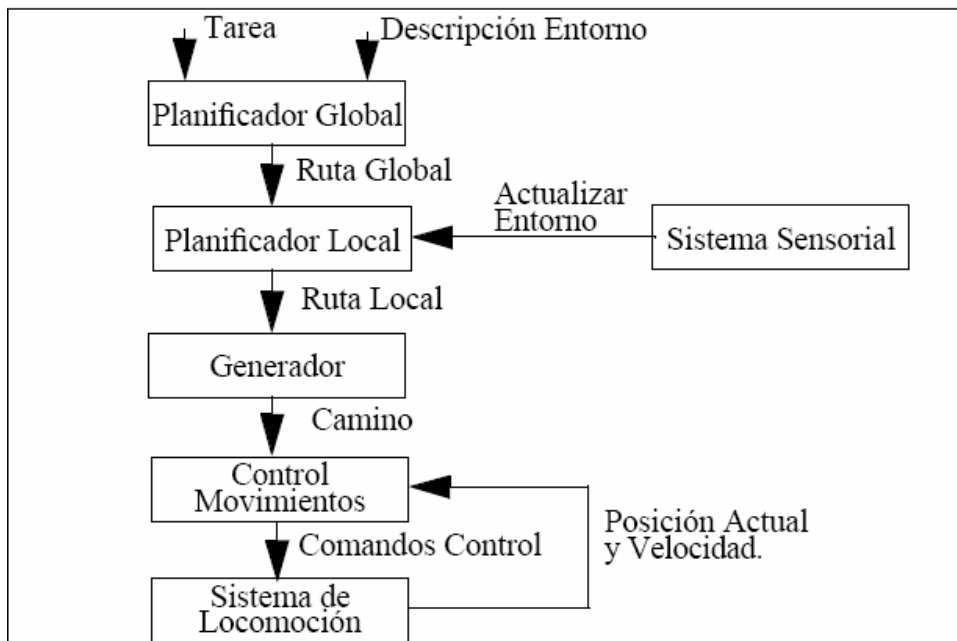 Tarea
Descripción Entorno
Planificador Global
Ruta Global
Actualizar
Entorno
Planificador Local
Sistema Sensorial
Ruta Local
Generador
Camino
Control
Movimientos
Posición Actual
y Velocidad.
Comandos Control
Sistema de
Locomoción